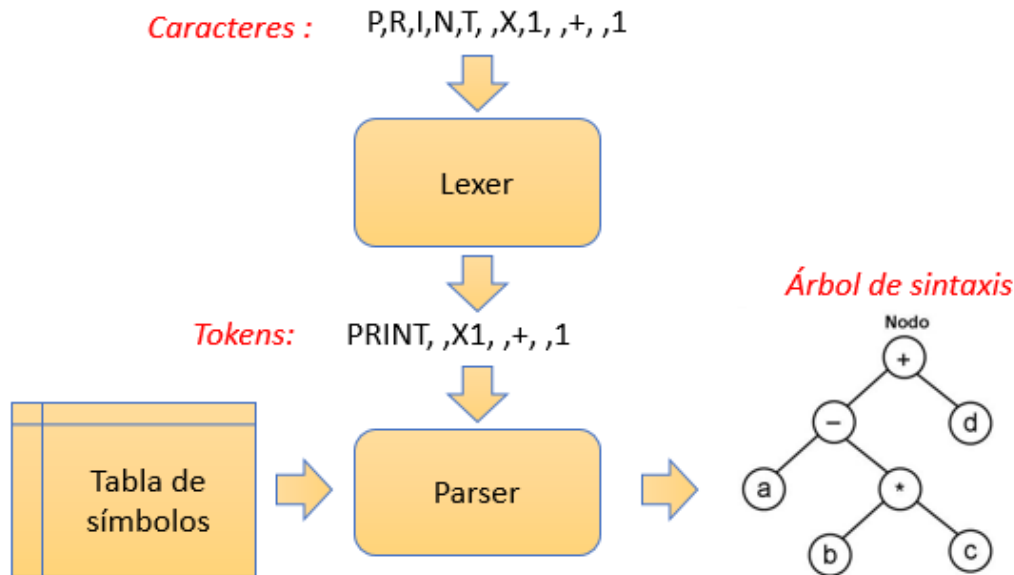 Caracteres : P,R,I,N,T, ,X,1, ,+, ,1
Lexer
Árbol de sintaxis
Tokens: PRINT, ,X1, ,+, ,1
Nodo
+
–
d
Tabla de
símbolos
Parser
a
*
b
c